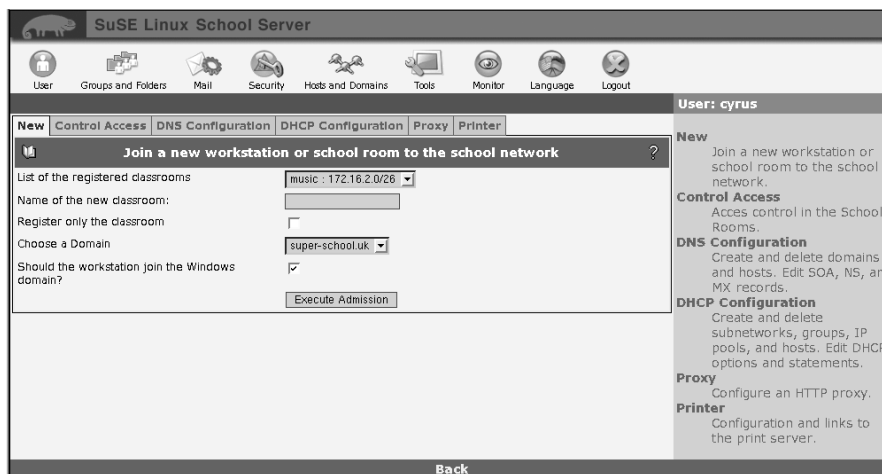 SuSE Linux School Server
User Groups and Folders Mail Security Hosts and Domains Tools Monitor Language Logout
User: cyrus
New Control Access DNS Configuration DHCP Configuration Proxy Printer
Join a new workstation or school room to the school network ?
List of the registered classrooms music : 172.16.2.0/26
Name of the new classroom:
Register only the classroom
Choose a Domain super-school.uk
Should the workstation join the Windows
domain?
Execute Admission
New
Join a new workstation or
school room to the school
network.
Control Access
Acces control in the School
Rooms.
DNS Configuration
Create and delete domains
and hosts. Edit SOA, NS, an
MX records.
DHCP Configuration
Create and delete
subnetworks, groups, IP
pools, and hosts. Edit DHCP
options and statements.
Proxy
Configure an HTTP proxy.
Printer
Configuration and links to
the print server.
Back